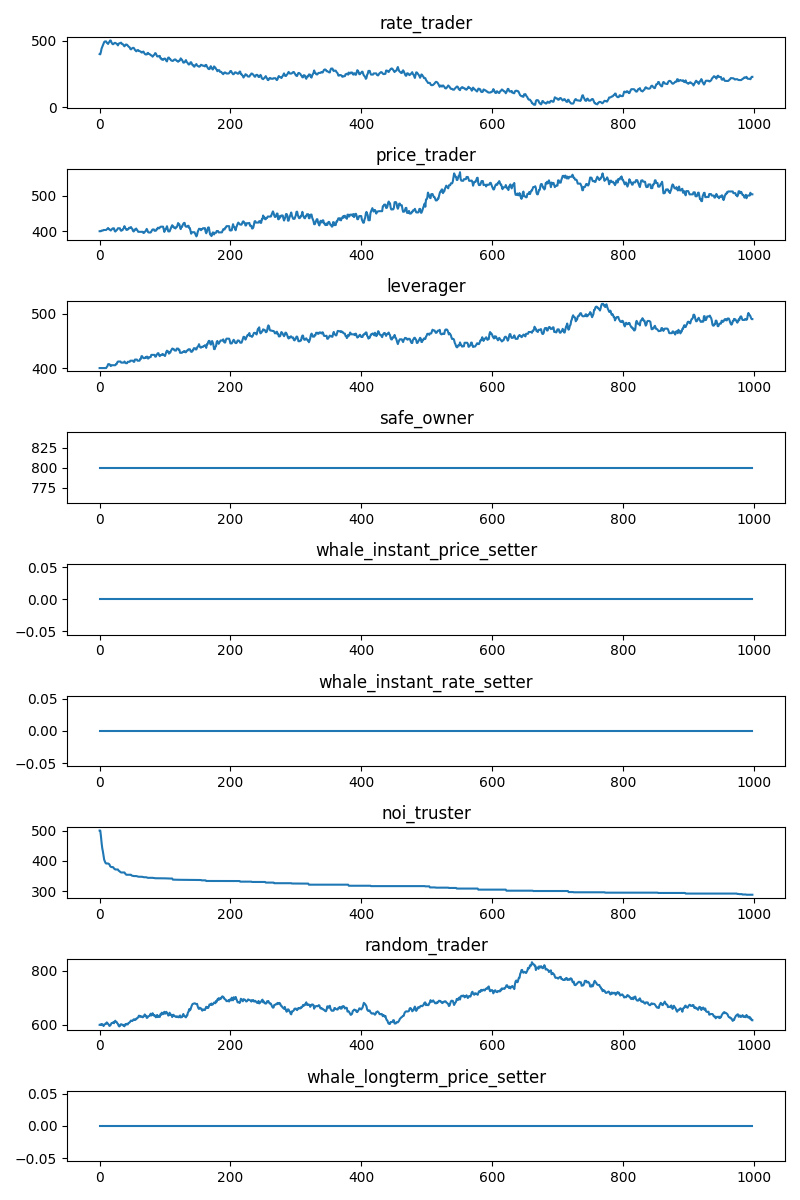 rate_trader
500
0
0 200 400 600 800 1000
price_trader
500
400
0 200 400 600 800 1000
leverager
500
400
0 200 400 600 800 1000
safe_owner
825
800
775
0 200 400 600 800 1000
whale_instant_price_setter
0.05
0.00
−0.05
0 200 400 600 800 1000
whale_instant_rate_setter
0.05
0.00
−0.05
0 200 400 600 800 1000
noi_truster
500
400
300
0 200 400 600 800 1000
random_trader
800
600
0 200 400 600 800 1000
whale_longterm_price_setter
0.05
0.00
−0.05
0 200 400 600 800 1000